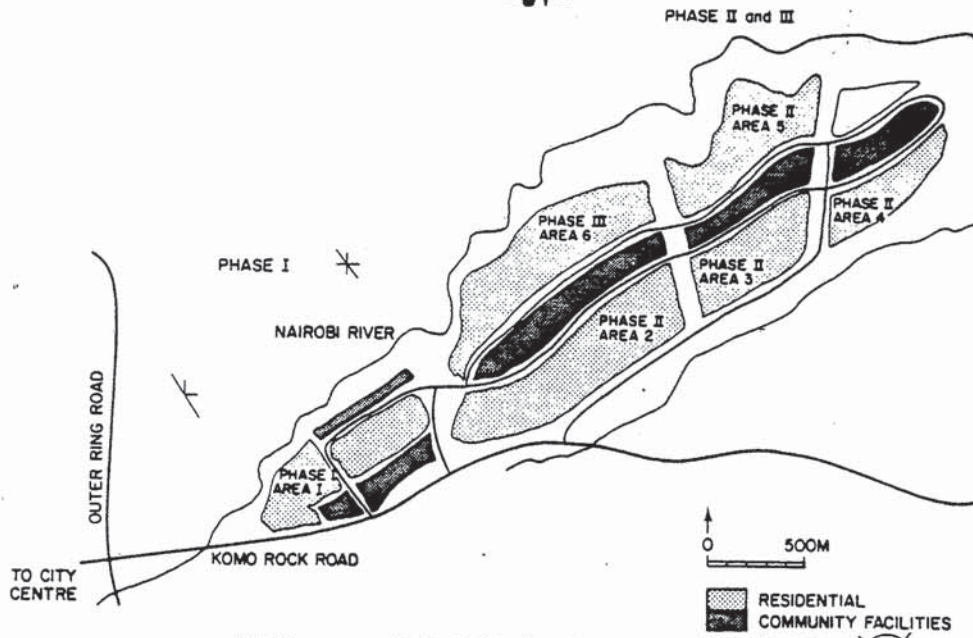 PHASE II and III
PHASE II
AREA 5
PHASE II
AREA 4
PHASE III
AREA 6
PHASE II
AREA 3
PHASE I
NAIROBI RIVER
PHASE II
AREA 2
OUTER RING ROAD
PHASE I
AREA I
KOMO ROCK ROAD
TO CITY
CENTRE
0 500M
RESIDENTIAL
COMMUNITY FACILITIES